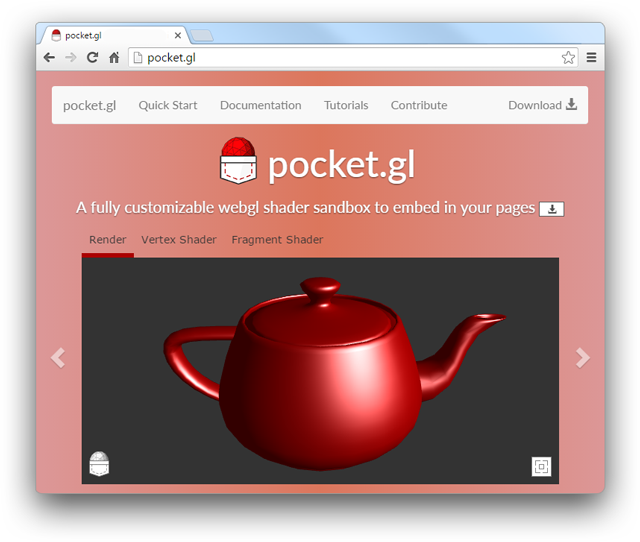 pocket.gl
pocket.gl
pocket.gl Quick Start Documentation Tutorials Contribute Download
pocket.gl
A fully customizable webgl shader sandbox to embed in your pages
Render Vertex Shader Fragment Shader